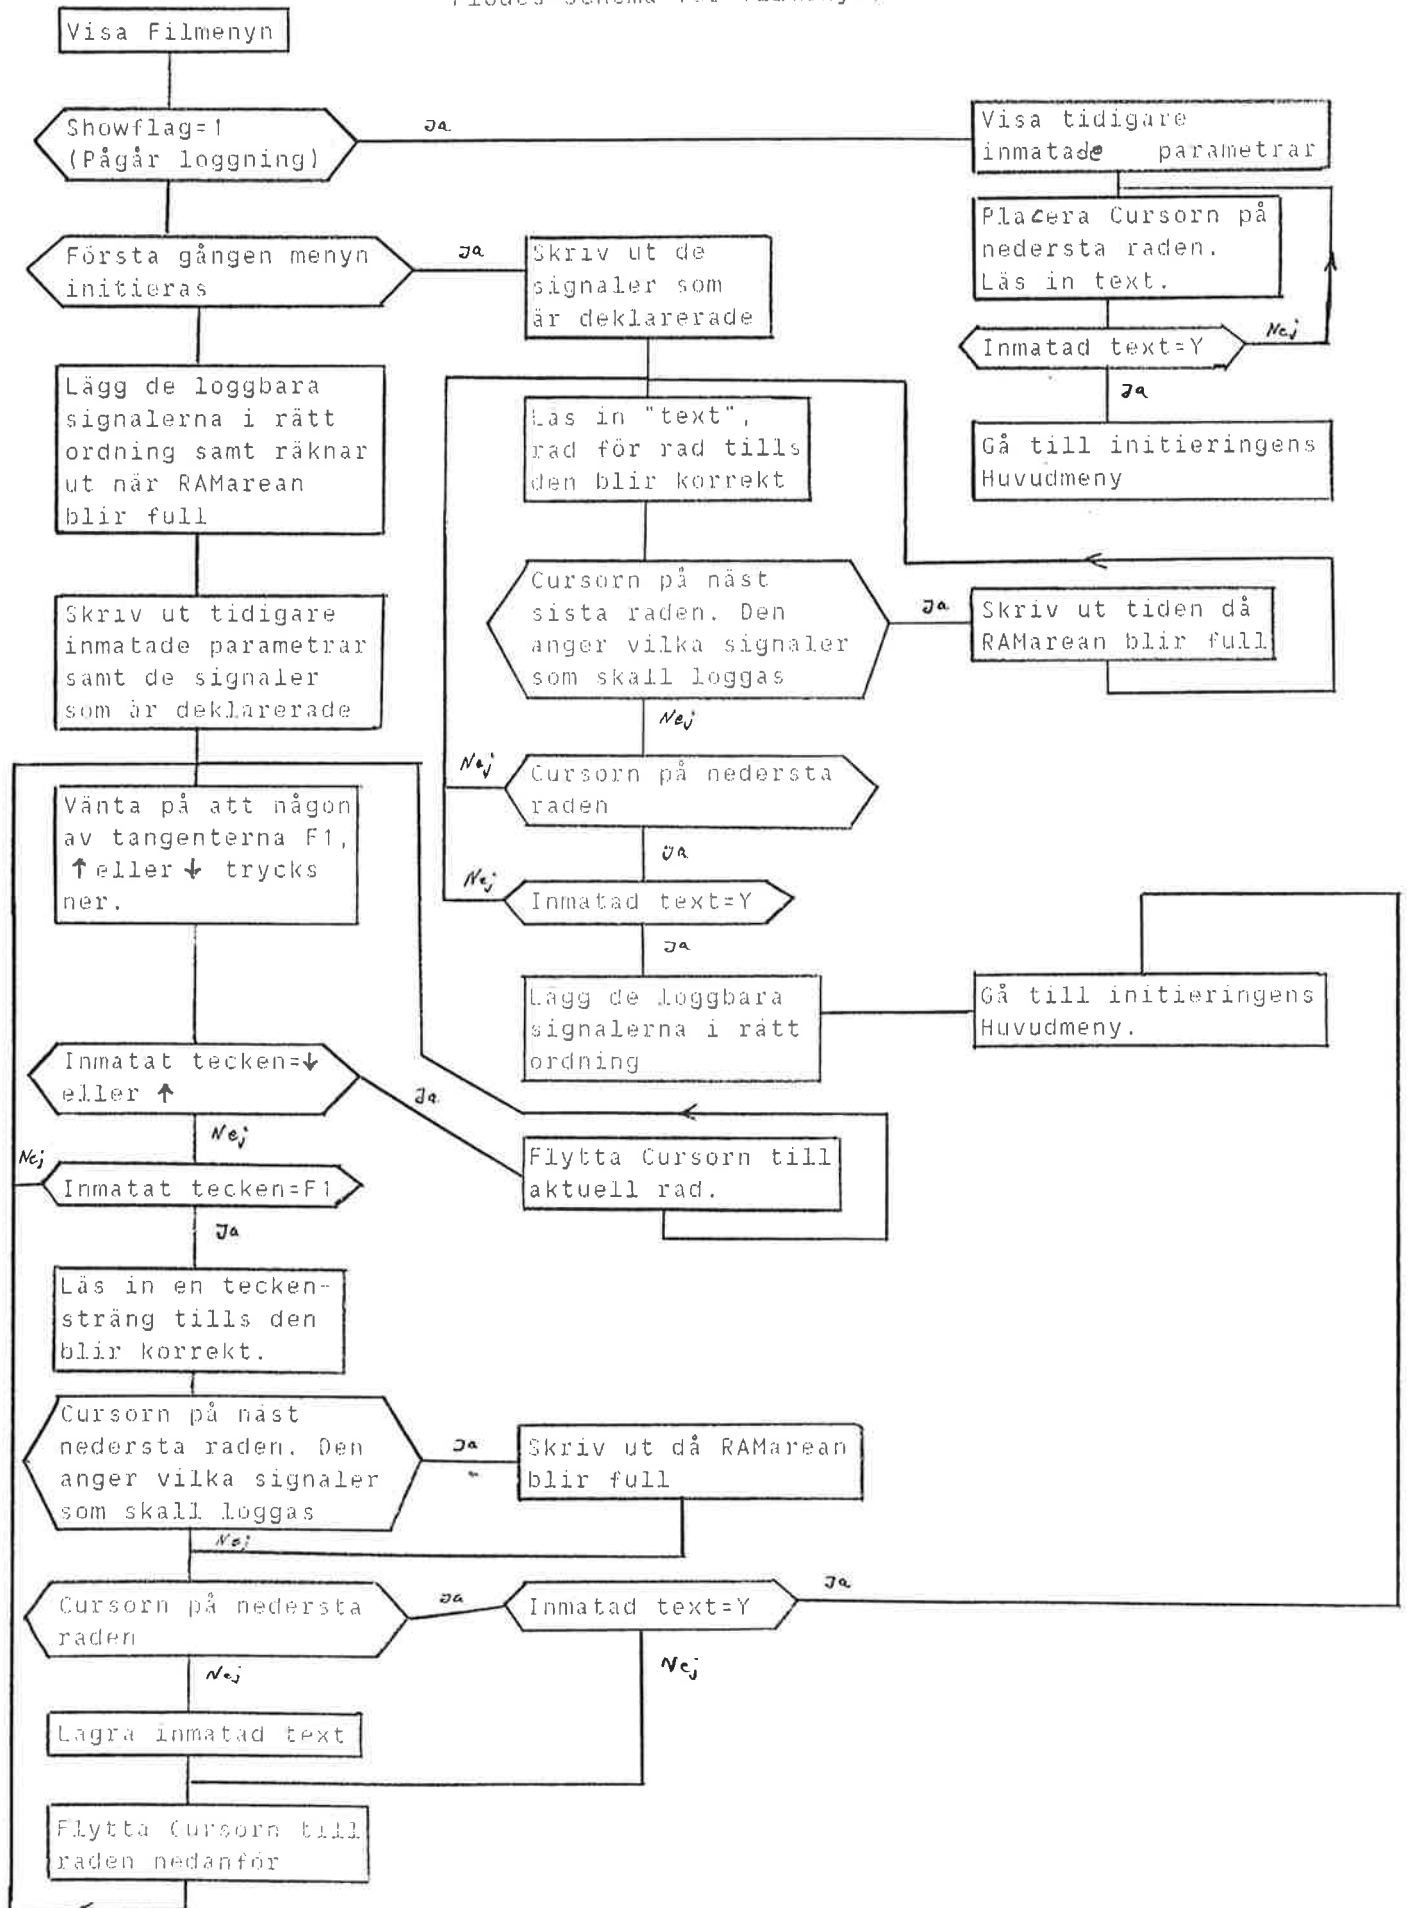 schema för
Visa Filmenyn
Showflag=1
(Pågår loggning)
Ja
Visa tidigare
inmatade parametrar
Placera Cursorn på
nedersta raden.
Läs in text.
Nej
Inmatad text=Y
Ja
Gå till initieringens
Huvudmeny
Första gången menyn
initieras
Ja
Skriv ut de
signaler som
är deklarerade
Lägg de loggbara
signalerna i rätt
ordning samt räknar
ut när RAMarean
blir full
Läs in "text",
rad för rad tills
den blir korrekt
Cursorn på näst
sista raden. Den
anger vilka signaler
som skall loggas
Ja
Skriv ut tiden då
RAMarean blir full
Nej
Skriv ut tidigare
inmatade parametrar
samt de signaler
som är deklarerade
Nej
Cursorn på nedersta
raden
Ja
Vänta på att någon
av tangenterna F1,
↑ eller ↓ trycks
ner.
Nej
Inmatad text=Y
Ja
Lägg de loggbara
signalerna i rätt
ordning
Gå till initieringens
Huvudmeny.
Inmatat tecken=↓
eller ↑
Ja
Nej
Flytta Cursorn till
aktuell rad.
Nej
Inmatat tecken=F1
Ja
Läs in en tecken-
sträng tills den
blir korrekt.
Cursorn på näst
nedersta raden. Den
anger vilka signaler
som skall loggas
Ja
Skriv ut då RAMarean
blir full
Nej
Cursorn på nedersta
raden
Ja
Inmatad text=Y
Ja
Nej
Nej
Lagra inmatad text
Flytta Cursorn till
raden nedanför